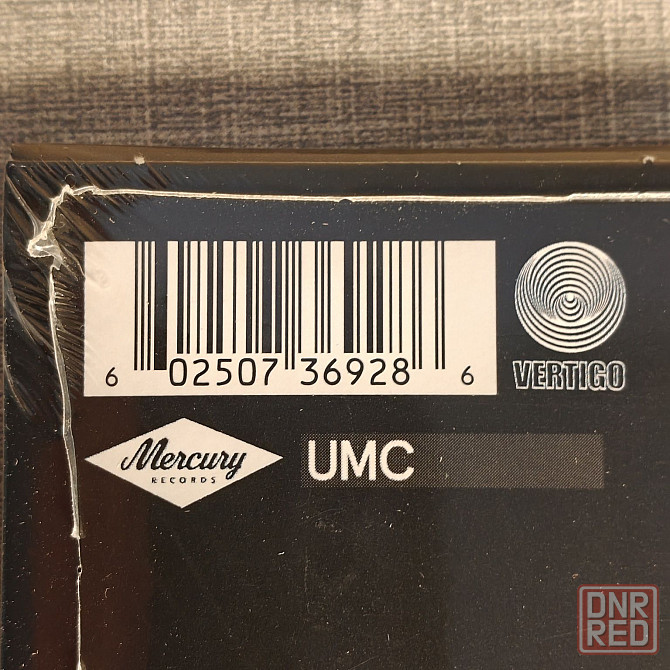 6 02507 36928 6
VERTIGO
Mercury
RECORDS
UMC
DNR
RED